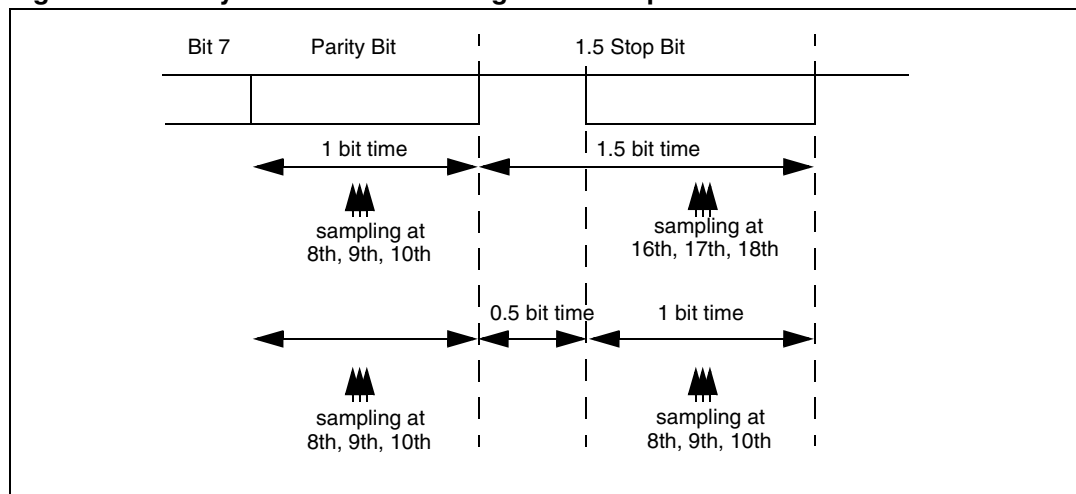 Bit 7 Parity Bit 1.5 Stop Bit
1 bit time 1.5 bit time
sampling at
8th, 9th, 10th
sampling at
16th, 17th, 18th
0.5 bit time 1 bit time
sampling at
8th, 9th, 10th
sampling at
8th, 9th, 10th